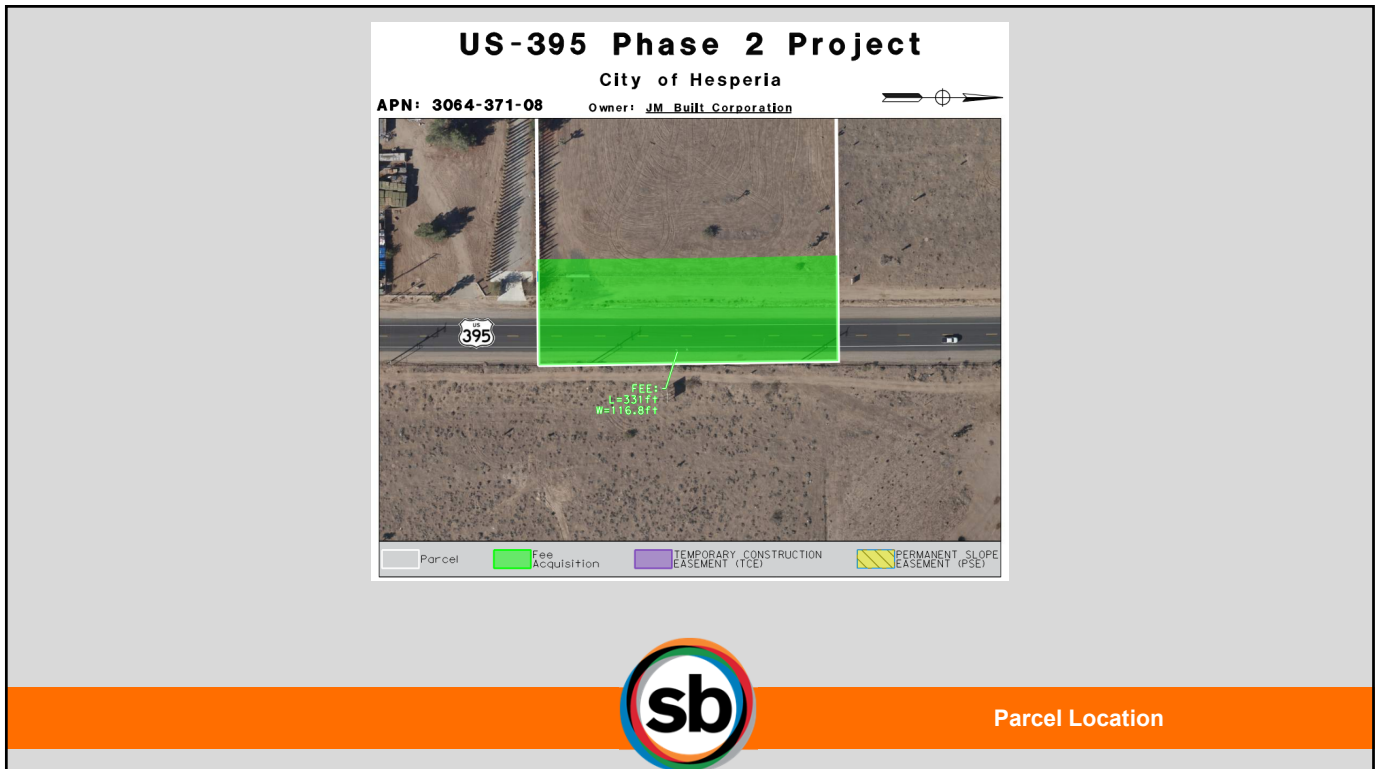 US-395 Phase 2 Project
City of Hesperia
APN: 3064-371-08
Owner: JM Built Corporation
US
395
FEE:
L=331ft
W=116.8ft
Parcel
Fee
Acquisition
TEMPORARY CONSTRUCTION
EASEMENT (TCE)
PERMANENT SLOPE
EASEMENT (PSE)
sb
Parcel Location